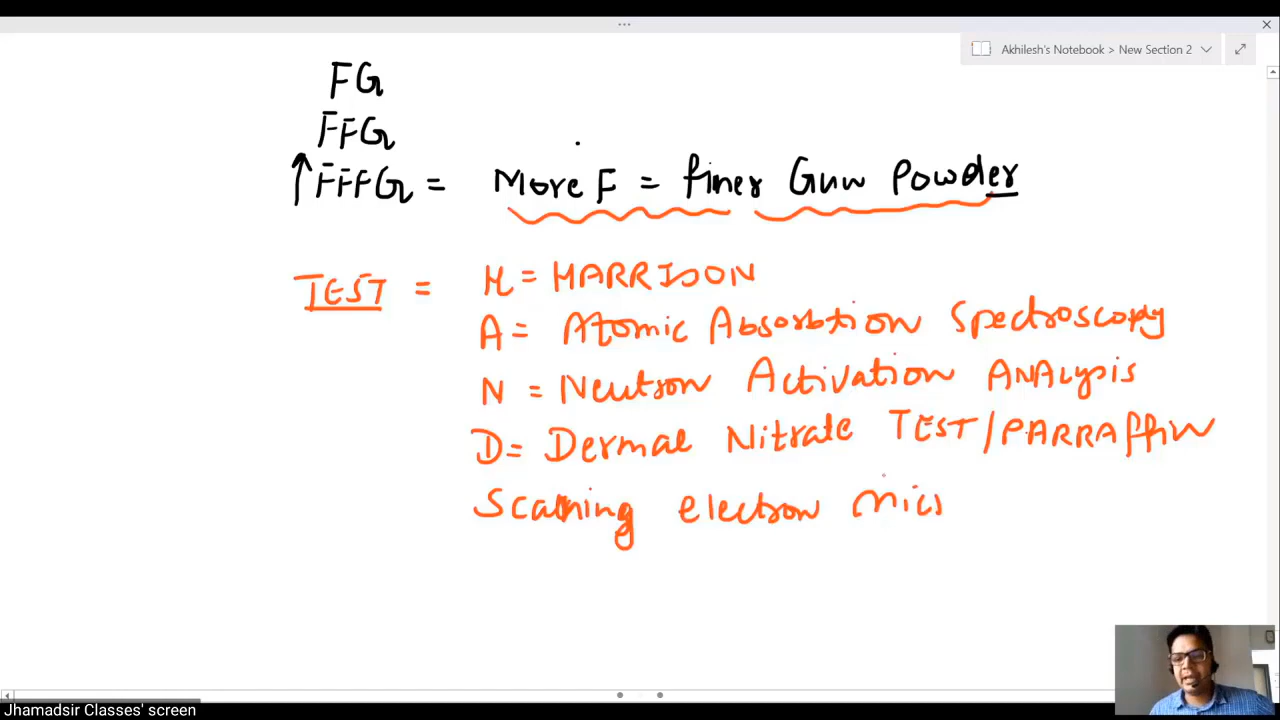 Akhilesh's Notebook > New Section 2
FG
FFG
↑ FFFG = More F = finer Gun Powder
TEST = H = HARRISON
A = Atomic Absorbtion Spectroscopy
N = Neutron Activation ANAlysis
D = Dermal Nitrate TEST/PARRAffin
Scanning electron mics
Jhamadsir Classes' screen